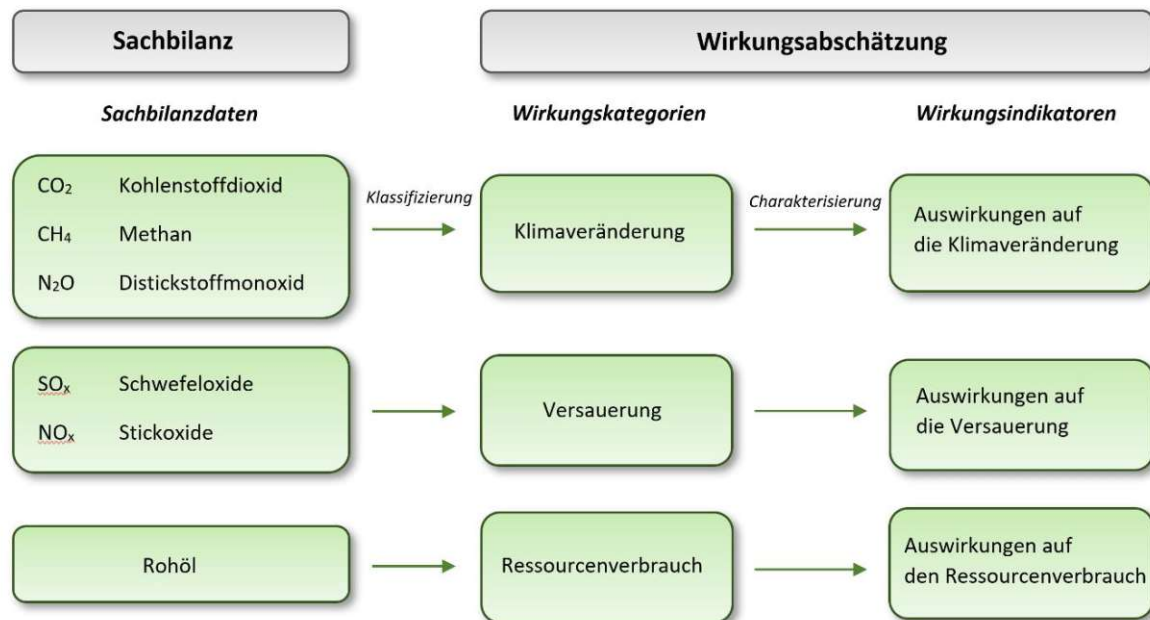 Sachbilanz
Wirkungsabschätzung
Sachbilanzdaten
Wirkungskategorien
Wirkungsindikatoren
CO₂ Kohlenstoffdioxid
CH₄ Methan
N₂O Distickstoffmonoxid
Klassifizierung
Klimaveränderung
Charakterisierung
Auswirkungen auf
die Klimaveränderung
SOₓ Schwefeloxide
NOₓ Stickoxide
Versauerung
Auswirkungen auf
die Versauerung
Rohöl
Ressourcenverbrauch
Auswirkungen auf
den Ressourcenverbrauch